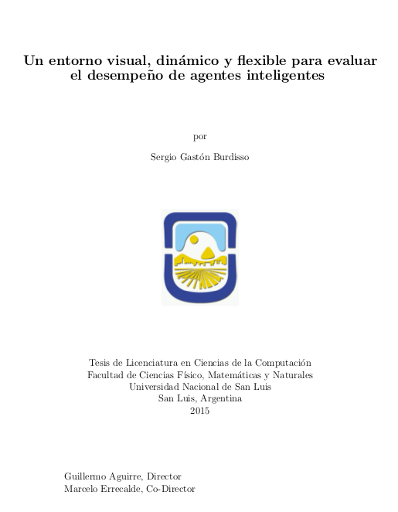 Un entorno visual, dinámico y flexible para evaluar
el desempeño de agentes inteligentes
por
Sergio Gastón Burdisso
Tesis de Licenciatura en Ciencias de la Computación
Facultad de Ciencias Físico, Matemáticas y Naturales
Universidad Nacional de San Luis
San Luis, Argentina
2015
Guillermo Aguirre, Director
Marcelo Errecalde, Co-Director